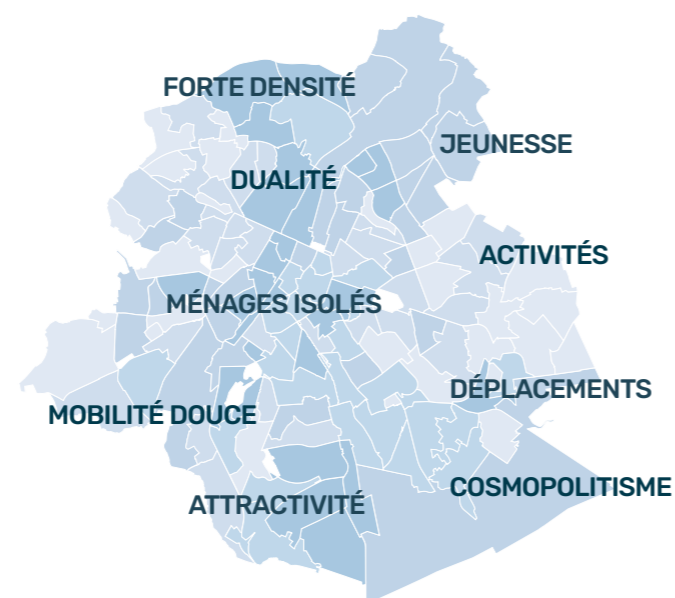 FORTE DENSITÉ
JEUNESSE
DUALITÉ
ACTIVITÉS
MÉNAGES ISOLÉS
DÉPLACEMENTS
MOBILITÉ DOUCE
COSMOPOLITISME
ATTRACTIVITÉ